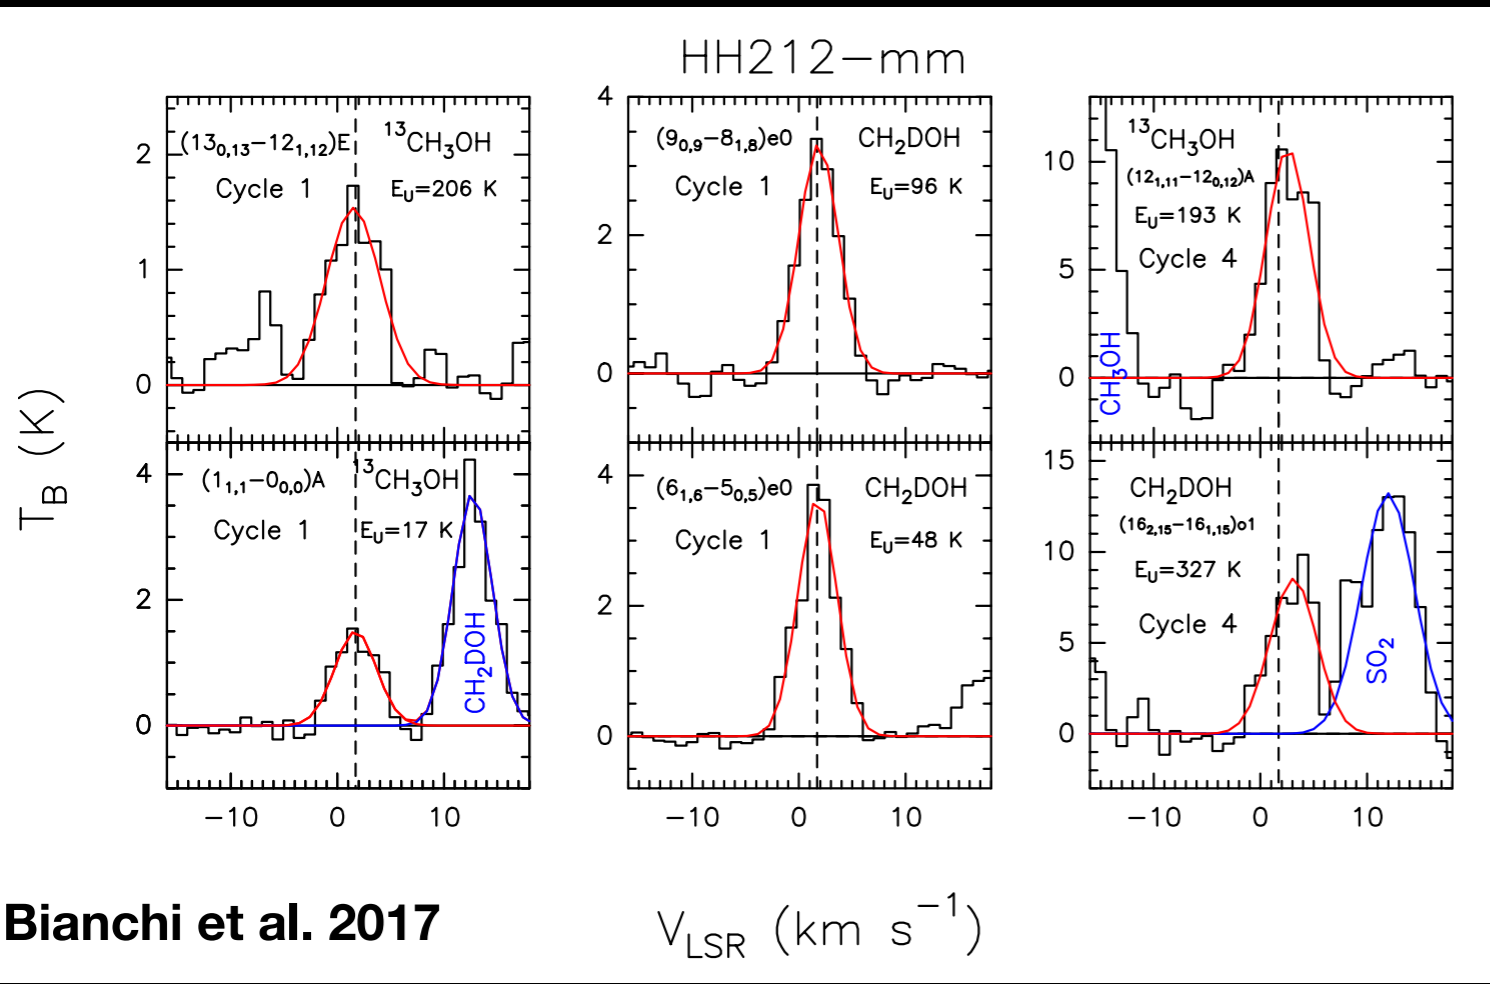 HH212−mm
T_B (K)
(13₀,₁₃−12₁,₁₂)E ¹³CH₃OH
Cycle 1 E_U=206 K
2
1
0
4
(9₀,₉−8₁,₈)e0 CH₂DOH
Cycle 1 E_U=96 K
2
0
¹³CH₃OH
10
(12₁,₁₁−12₀,₁₂)A
E_U=193 K
Cycle 4
5
CH₃OH
0
4
(1₁,₁−0₀,₀)A ¹³CH₃OH
Cycle 1 E_U=17 K
2
CH₂DOH
0
−10 0 10
4
(6₁,₆−5₀,₅)e0 CH₂DOH
Cycle 1 E_U=48 K
2
0
−10 0 10
15
CH₂DOH
(16₂,₁₅−16₁,₁₅)o1
10
E_U=327 K
Cycle 4
5
SO₂
0
−10 0 10
Bianchi et al. 2017
V_LSR (km s⁻¹)